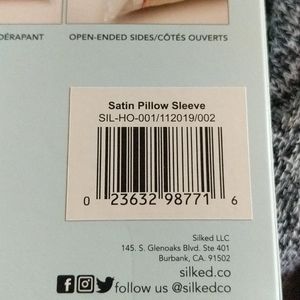 DÉRAPANT
OPEN-ENDED SIDES/CÔTÉS OUVERTS
Satin Pillow Sleeve
SIL-HO-001/112019/002
0 23632 98771 6
Silked LLC
145. S. Glenoaks Blvd. Ste 401
Burbank, CA. 91502
silked.co
follow us @silkedco